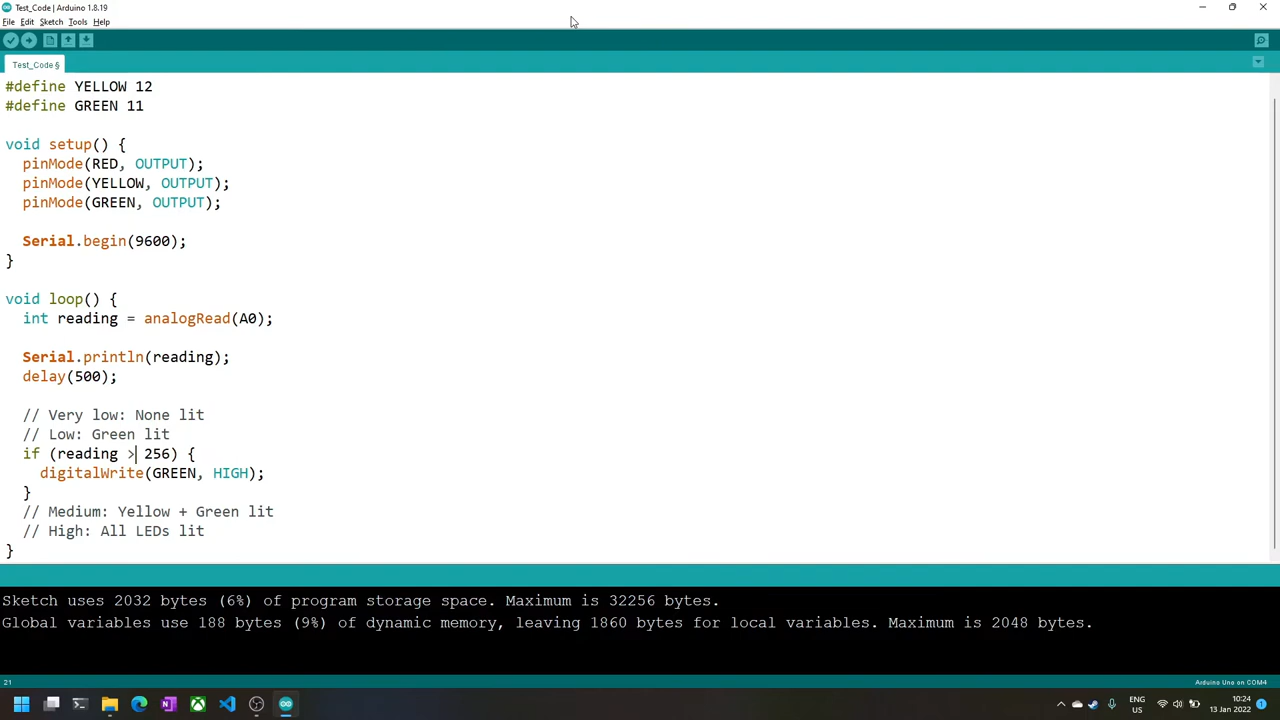 Test_Code | Arduino 1.8.19
File Edit Sketch Tools Help
Test_Code §
#define YELLOW 12
#define GREEN 11
void setup() {
  pinMode(RED, OUTPUT);
  pinMode(YELLOW, OUTPUT);
  pinMode(GREEN, OUTPUT);
  Serial.begin(9600);
}
void loop() {
  int reading = analogRead(A0);
  Serial.println(reading);
  delay(500);
  // Very low: None lit
  // Low: Green lit
  if (reading > 256) {
    digitalWrite(GREEN, HIGH);
  }
  // Medium: Yellow + Green lit
  // High: All LEDs lit
}
Sketch uses 2032 bytes (6%) of program storage space. Maximum is 32256 bytes.
Global variables use 188 bytes (9%) of dynamic memory, leaving 1860 bytes for local variables. Maximum is 2048 bytes.
21 Arduino Uno on COM4
ENG 10:24
US 13 Jan 2022 1